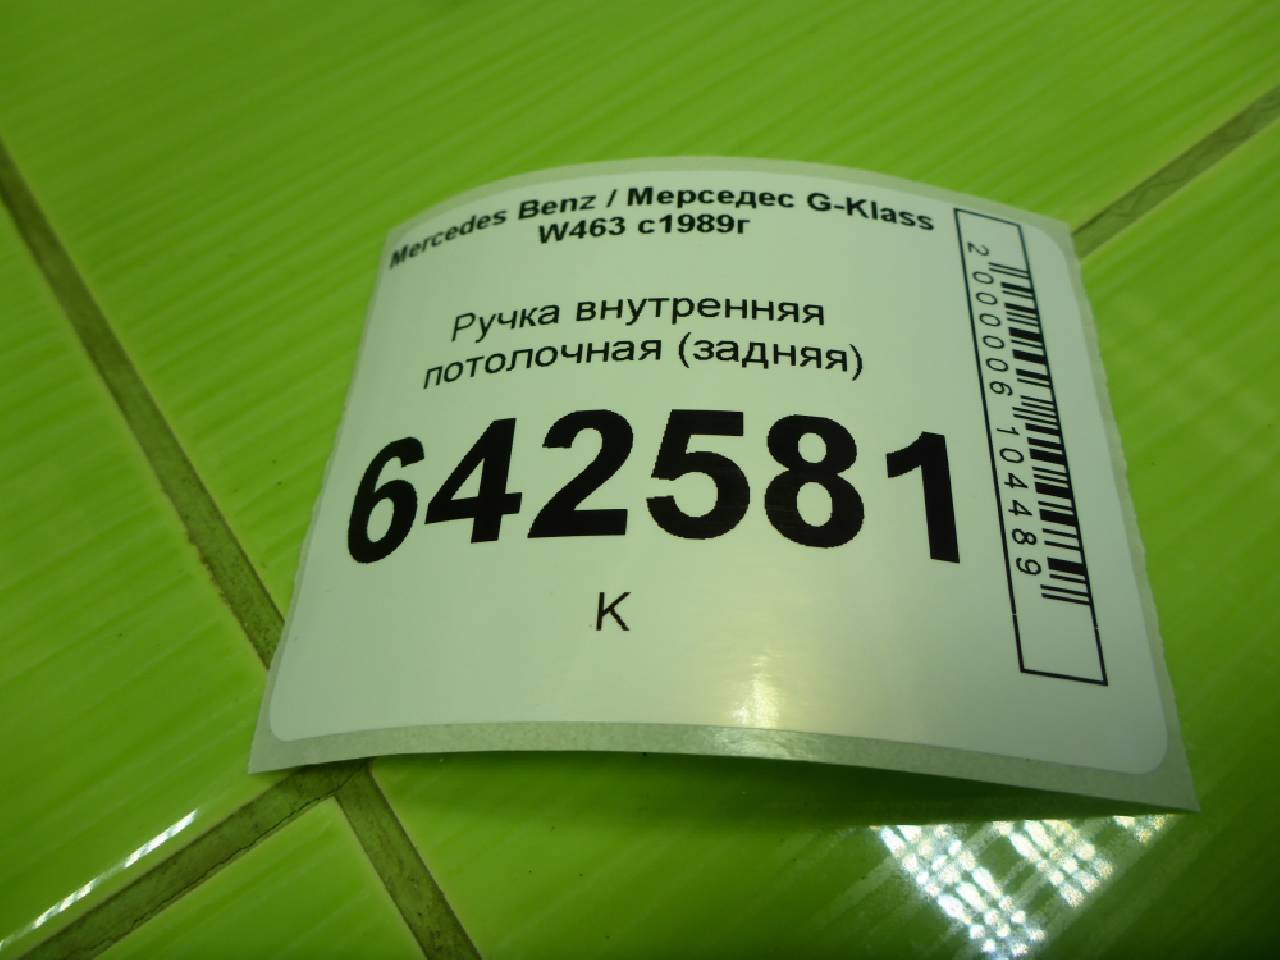 Mercedes Benz / Мерседес G-Klass
W463 с1989г
Ручка внутренняя
потолочная (задняя)
642581
К
2000006104489